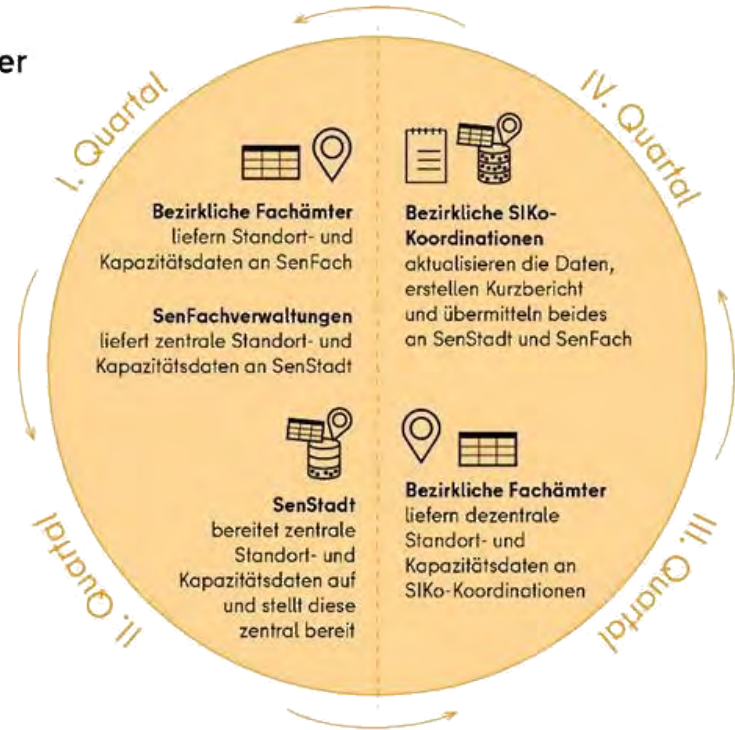 er
I. Quartal
Bezirkliche Fachämter
liefern Standort- und
Kapazitätsdaten an SenFach
SenFachverwaltungen
liefert zentrale Standort- und
Kapazitätsdaten an SenStadt
II. Quartal
SenStadt
bereitet zentrale
Standort- und
Kapazitätsdaten auf
und stellt diese
zentral bereit
III. Quartal
Bezirkliche Fachämter
liefern dezentrale
Standort- und
Kapazitätsdaten an
SIKo-Koordinationen
IV. Quartal
Bezirkliche SIKo-
Koordinationen
aktualisieren die Daten,
erstellen Kurzbericht
und übermitteln beides
an SenStadt und SenFach